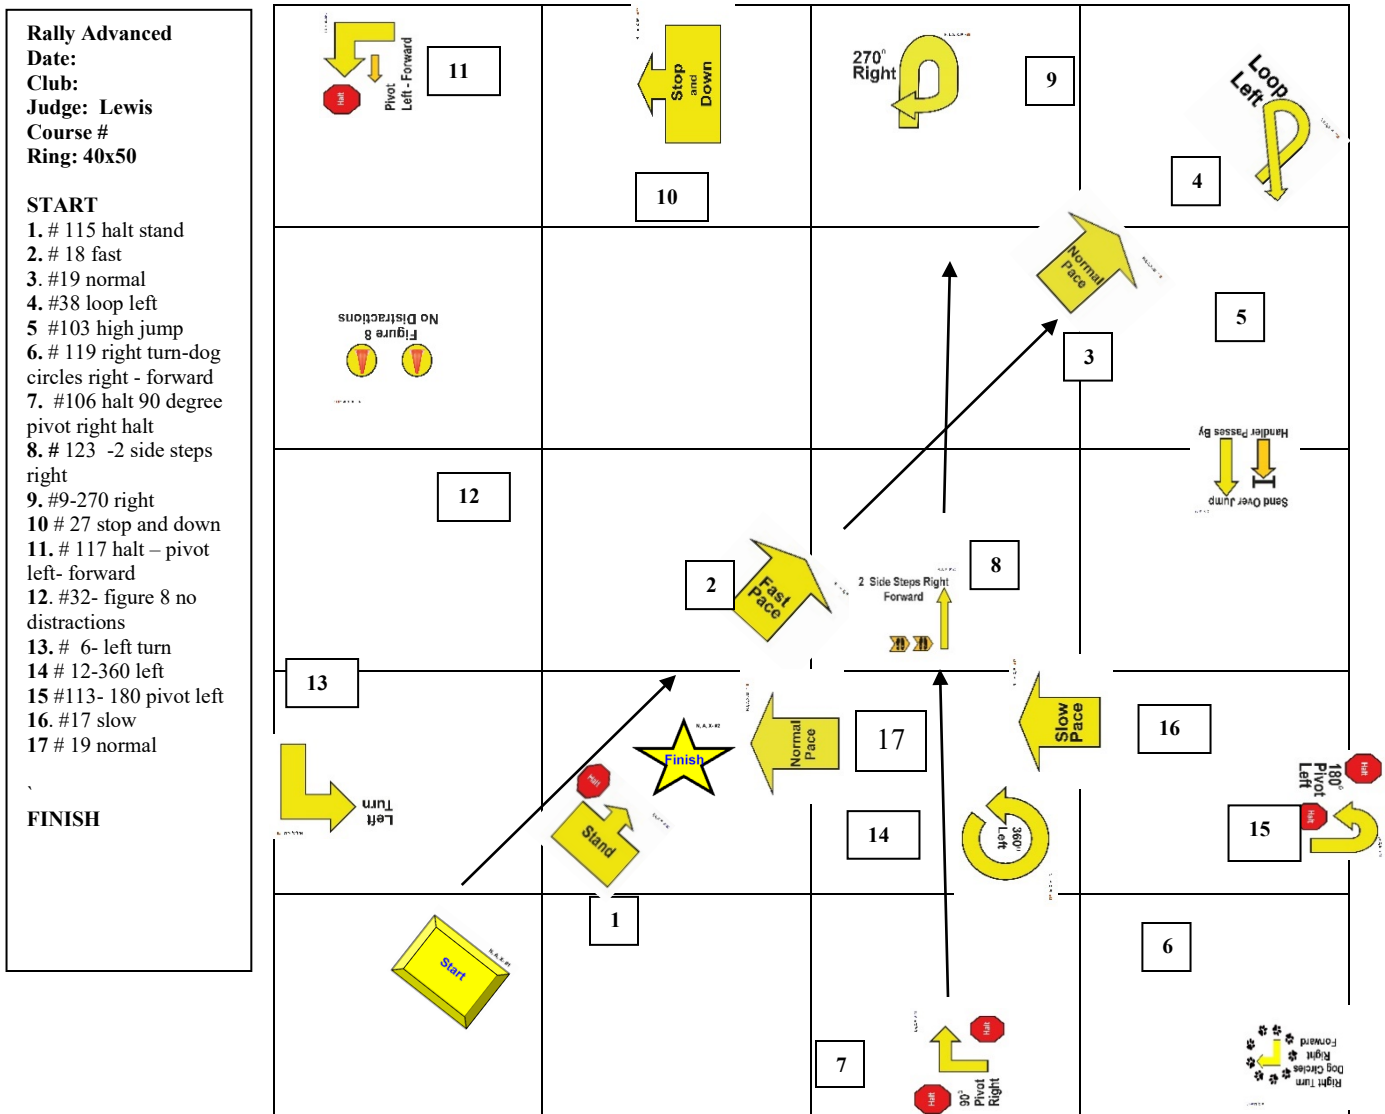 Rally Advanced
Date:
Club:
Judge: Lewis
Course #
Ring: 40x50
START
1. # 115 halt stand
2. # 18 fast
3. #19 normal
4. #38 loop left
5 #103 high jump
6. # 119 right turn-dog
circles right - forward
7. #106 halt 90 degree
pivot right halt
8. # 123 -2 side steps
right
9. #9-270 right
10 # 27 stop and down
11. # 117 halt – pivot
left- forward
12. #32- figure 8 no
distractions
13. # 6- left turn
14 # 12-360 left
15 #113- 180 pivot left
16. #17 slow
17 # 19 normal
`
FINISH
Halt
Pivot
Left - Forward
11
Stop
and
Down
10
270°
Right
9
Loop
Left
4
Figure 8
No Distractions
Normal
Pace
3
5
Send Over Jump
Handler Passes By
12
2
Fast
Pace
2 Side Steps Right
Forward
8
13
Left
Turn
Finish
Normal
Pace
17
Slow
Pace
16
Halt
Stand
1
14
360°
Left
15
Halt
180°
Pivot
Left
Halt
Start
6
7
Halt
90°
Pivot
Right
Halt
Right Turn
Dog Circles
Right
Forward